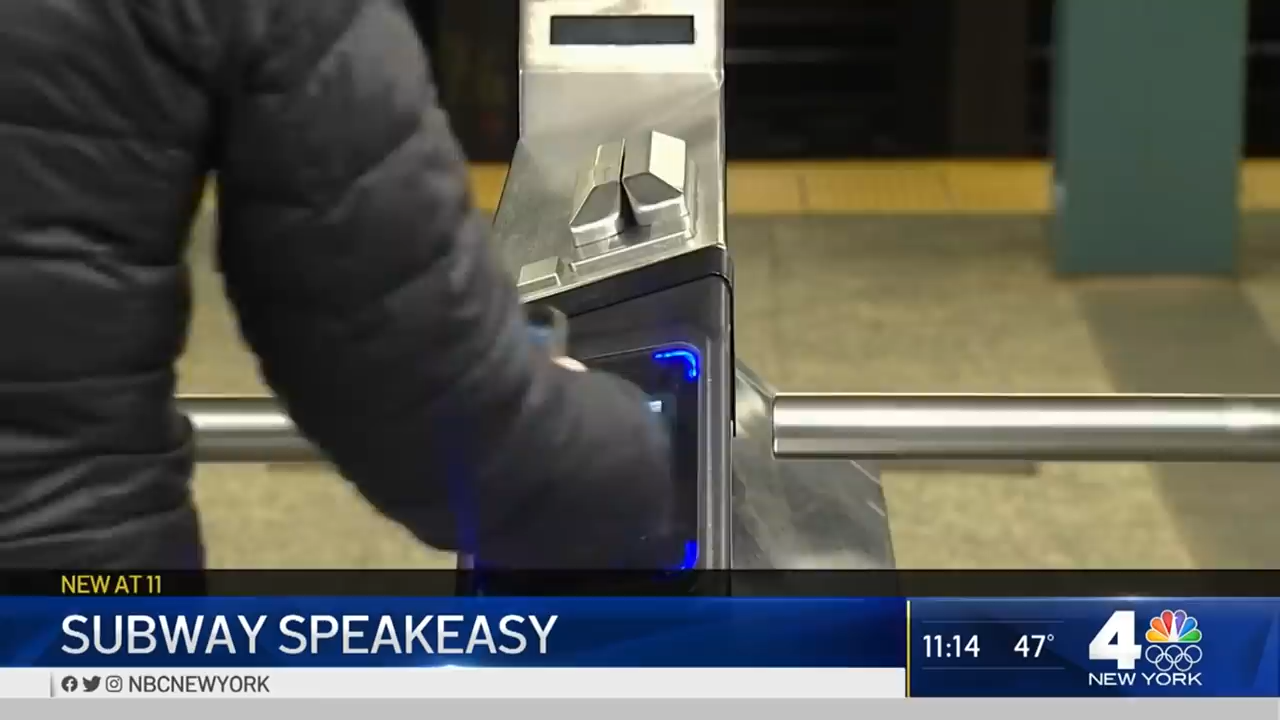 NEW AT 11
SUBWAY SPEAKEASY
11:14 47°
4
NEW YORK
NBCNEWYORK